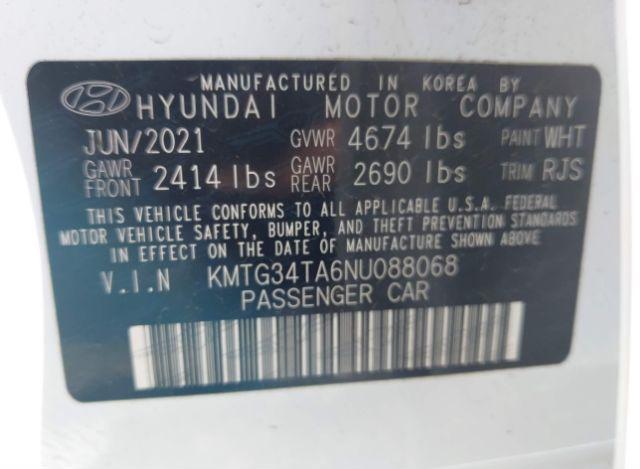 MANUFACTURED IN KOREA BY
HYUNDAI MOTOR COMPANY
JUN/2021 GVWR 4674 lbs PAINT WHT
GAWR FRONT 2414 lbs GAWR REAR 2690 lbs TRIM RJS
THIS VEHICLE CONFORMS TO ALL APPLICABLE U.S.A. FEDERAL
MOTOR VEHICLE SAFETY, BUMPER, AND THEFT PREVENTION STANDARDS
IN EFFECT ON THE DATE OF MANUFACTURE SHOWN ABOVE.
V.I.N KMTG34TA6NU088068
PASSENGER CAR